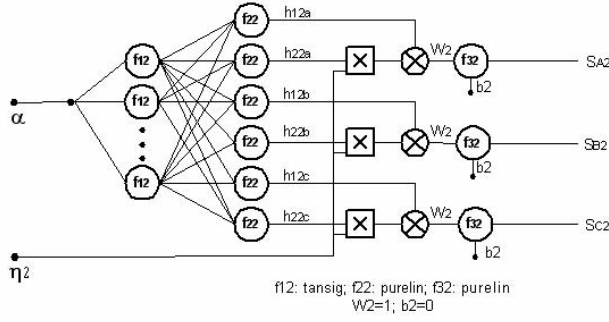 f22 h12a
f12 f22 h22a × W2 f32 SA2
b2
α f12 f22 h12b
f22 h22b × W2 f32 SB2
b2
f12 f22 h12c
f22 h22c × W2 f32 SC2
b2
η2
f12: tansig; f22: purelin; f32: purelin
W2=1; b2=0